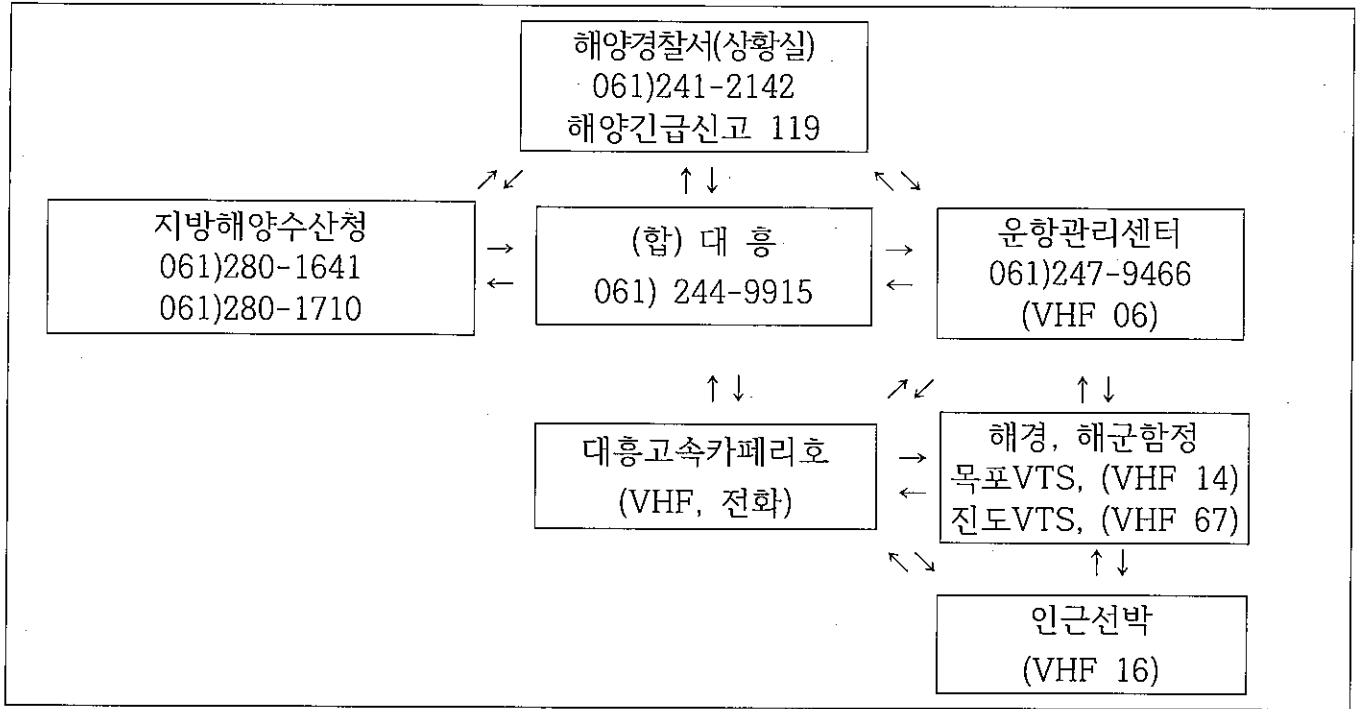 해양경찰서(상황실)
061)241-2142
해양긴급신고 119
↗↙ ↑↓ ↖↘
지방해양수산청
061)280-1641
061)280-1710
→
←
(합) 대 흥
061) 244-9915
→
←
운항관리센터
061)247-9466
(VHF 06)
↑↓ ↗↙ ↑↓
대흥고속카페리호
(VHF, 전화)
→
←
해경, 해군함정
목포VTS, (VHF 14)
진도VTS, (VHF 67)
↖↘ ↑↓
인근선박
(VHF 16)